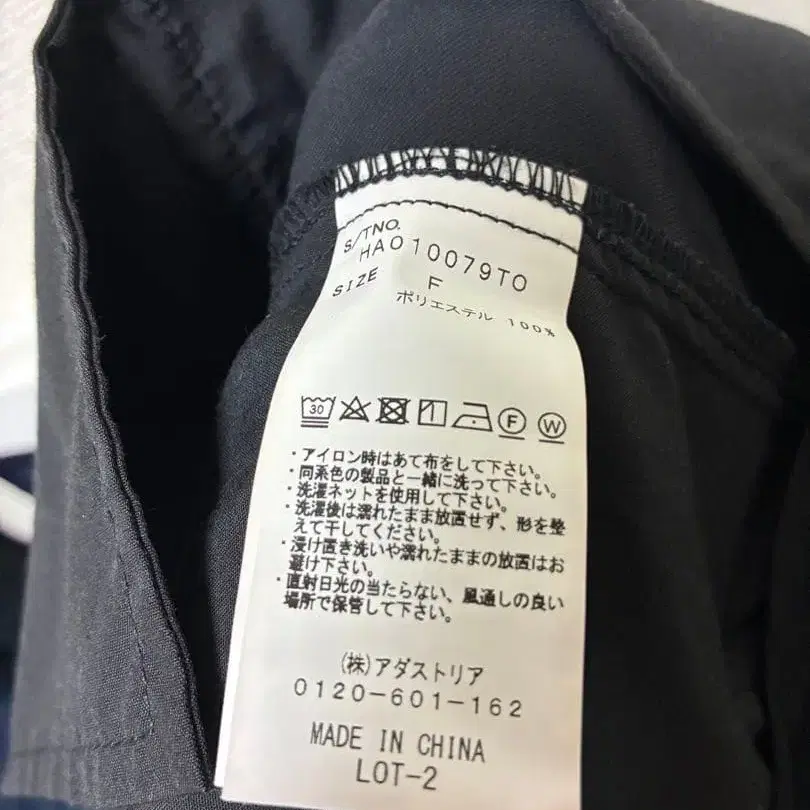 S/TNO.
HA010079TO
SIZE F
ポリエステル 100%
30
F W
・アイロン時はあて布をして下さい。
・同系色の製品と一緒に洗って下さい。
・洗濯ネットを使用して下さい。
・洗濯後は濡れたまま放置せず、形を整
えて干してください。
・浸け置き洗いや濡れたままの放置はお
避け下さい。
・直射日光の当たらない、風通しの良い
場所で保管して下さい。
(株)アダストリア
0120-601-162
MADE IN CHINA
LOT-2